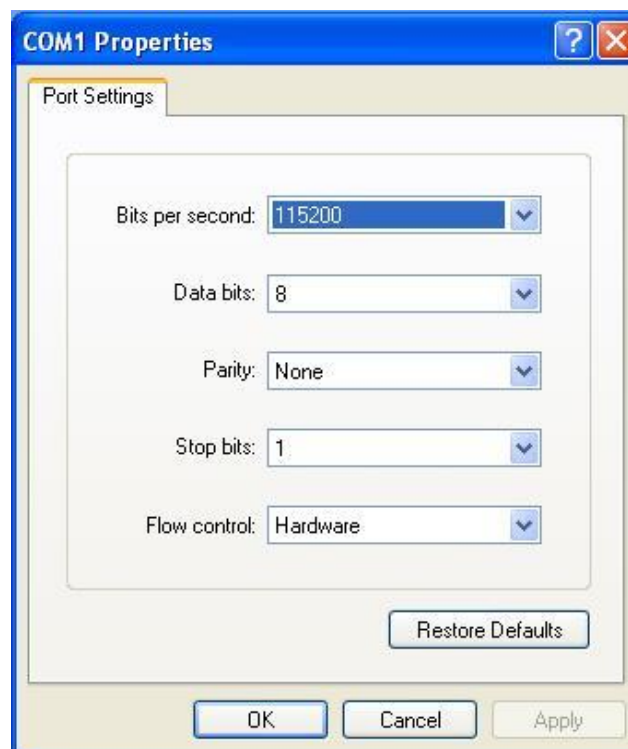 COM1 Properties
Port Settings
Bits per second: 115200
Data bits: 8
Parity: None
Stop bits: 1
Flow control: Hardware
Restore Defaults
OK Cancel Apply